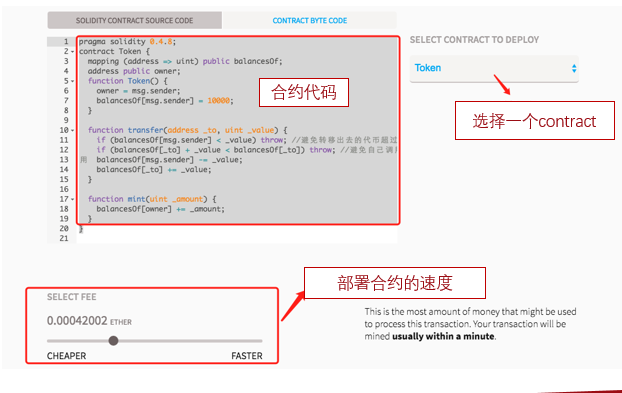 SOLIDITY CONTRACT SOURCE CODE
CONTRACT BYTE CODE
SELECT CONTRACT TO DEPLOY
Token
选择一个contract
合约代码
1 pragma solidity 0.4.8;
2 contract Token {
3 mapping (address => uint) public balancesOf;
4 address public owner;
5 function Token() {
6 owner = msg.sender;
7 balancesOf[msg.sender] = 10000;
8 }
9
10 function transfer(address _to, uint _value) {
11 if (balancesOf[msg.sender] < _value) throw; //避免转移出去的代币超过
12 if (balancesOf[_to] + _value < balancesOf[_to]) throw; //避免自己调
用 13 balancesOf[msg.sender] -= _value;
14 balancesOf[_to] += _value;
15 }
16
17 function mint(uint _amount) {
18 balancesOf[owner] += _amount;
19 }
20 }
21
部署合约的速度
SELECT FEE
0.00042002 ETHER
CHEAPER FASTER
This is the most amount of money that might be used
to process this transaction. Your transaction will be
mined usually within a minute.